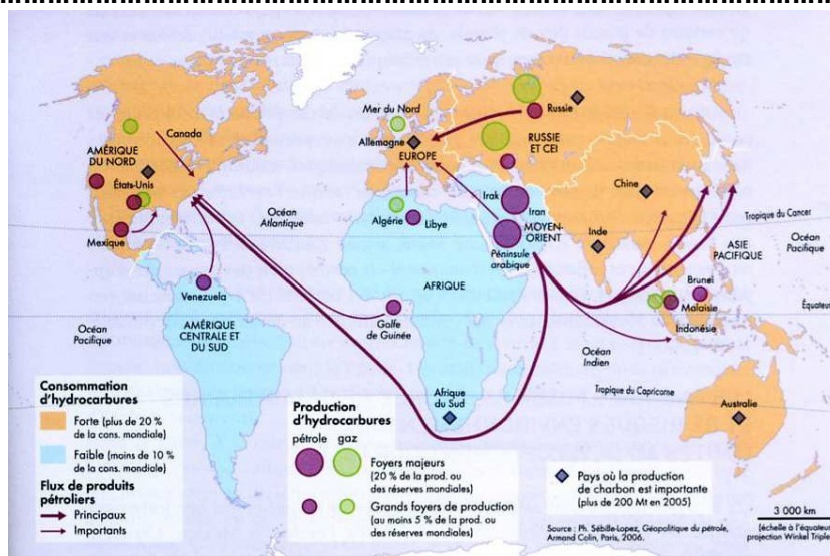 Mer du Nord
Russie
Canada
Allemagne
RUSSIE
ET CEI
AMÉRIQUE
DU NORD
EUROPE
États-Unis
Chine
Irak
Iran
Océan
Atlantique
Algérie
Libye
MOYEN-
ORIENT
Inde
Tropique du Cancer
Mexique
Péninsule
arabique
ASIE
PACIFIQUE
Océan
Pacifique
AFRIQUE
Venezuela
Bruneï
Malaisie
Golfe
de Guinée
Équateur
Océan
Pacifique
AMÉRIQUE
CENTRALE ET
DU SUD
Indonésie
Océan
Indien
Afrique
du Sud
Tropique du Capricorne
Australie
Consommation
d'hydrocarbures
Forte (plus de 20 %
de la cons. mondiale)
Faible (moins de 10 %
de la cons. mondiale)
Flux de produits
pétroliers
Principaux
Importants
Production
d'hydrocarbures
pétrole gaz
Foyers majeurs
(20 % de la prod. ou
des réserves mondiales)
Grands foyers de production
(au moins 5 % de la prod. ou
des réserves mondiales)
Pays où la production
de charbon est importante
(plus de 200 Mt en 2005)
Source : Ph. Sébille-Lopez, Géopolitique du pétrole,
Armand Colin, Paris, 2006.
3 000 km
(échelle à l'équateur
projection Winkel Triple